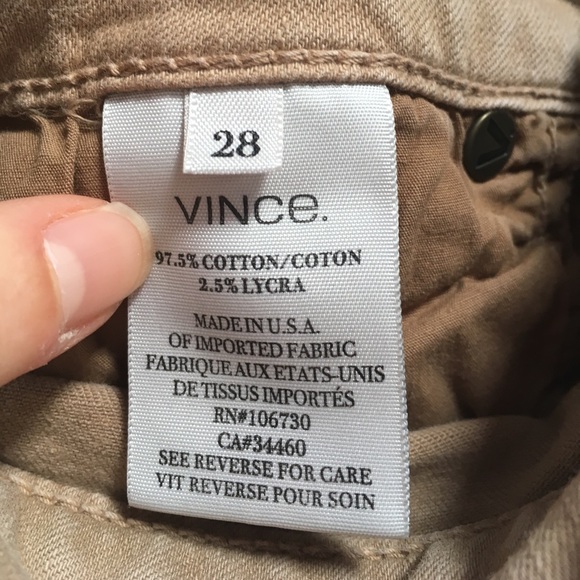 28
VINCe.
97.5% COTTON/COTON
2.5% LYCRA
MADE IN U.S.A.
OF IMPORTED FABRIC
FABRIQUE AUX ETATS-UNIS
DE TISSUS IMPORTÉS
RN#106730
CA#34460
SEE REVERSE FOR CARE
VIT REVERSE POUR SOIN